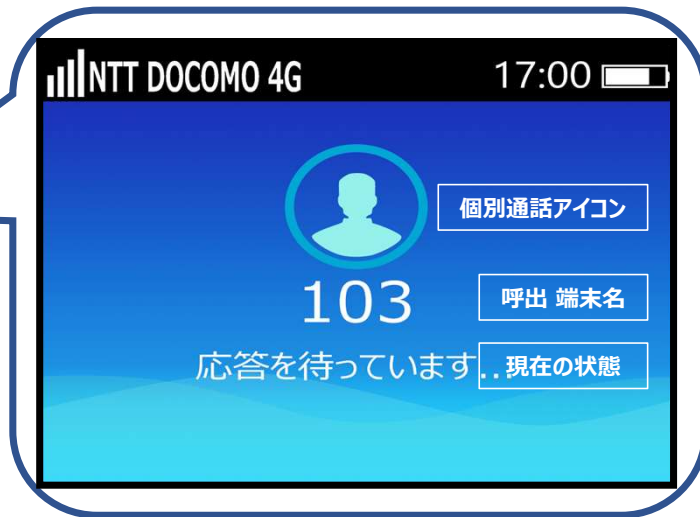 NTT DOCOMO 4G 17:00
個別通話アイコン
103
呼出 端末名
応答を待っています...
現在の状態